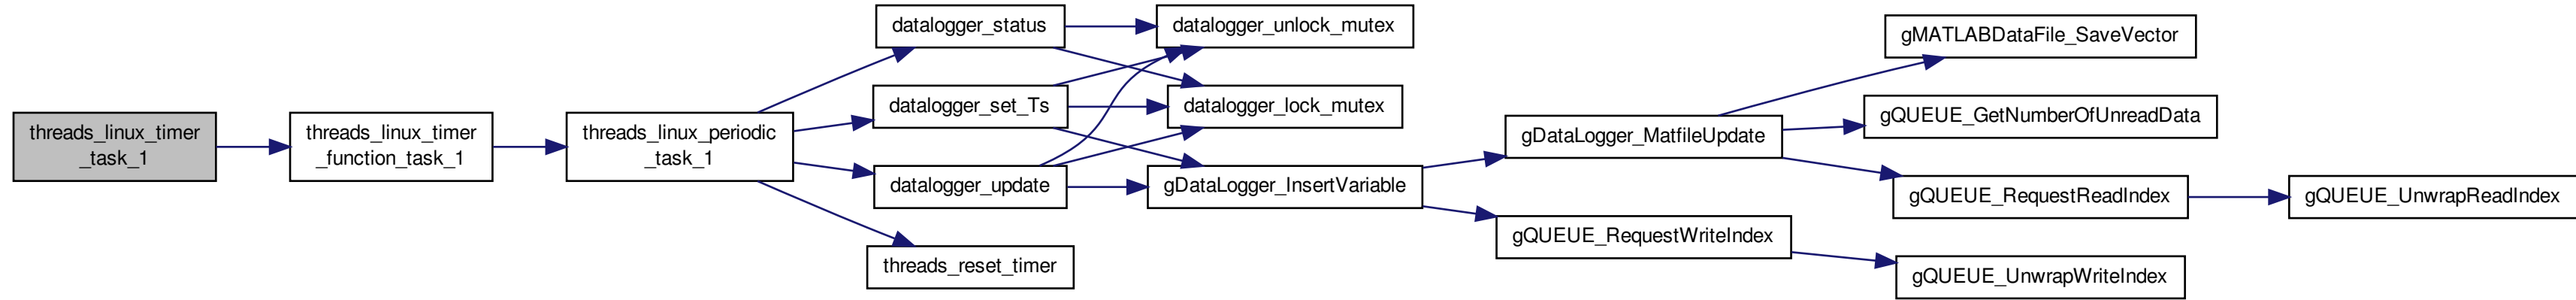 threads_linux_timer
_task_1
threads_linux_timer
_function_task_1
threads_linux_periodic
_task_1
datalogger_status
datalogger_set_Ts
datalogger_update
threads_reset_timer
datalogger_unlock_mutex
datalogger_lock_mutex
gDataLogger_InsertVariable
gDataLogger_MatfileUpdate
gQUEUE_RequestWriteIndex
gMATLABDataFile_SaveVector
gQUEUE_GetNumberOfUnreadData
gQUEUE_RequestReadIndex
gQUEUE_UnwrapWriteIndex
gQUEUE_UnwrapReadIndex